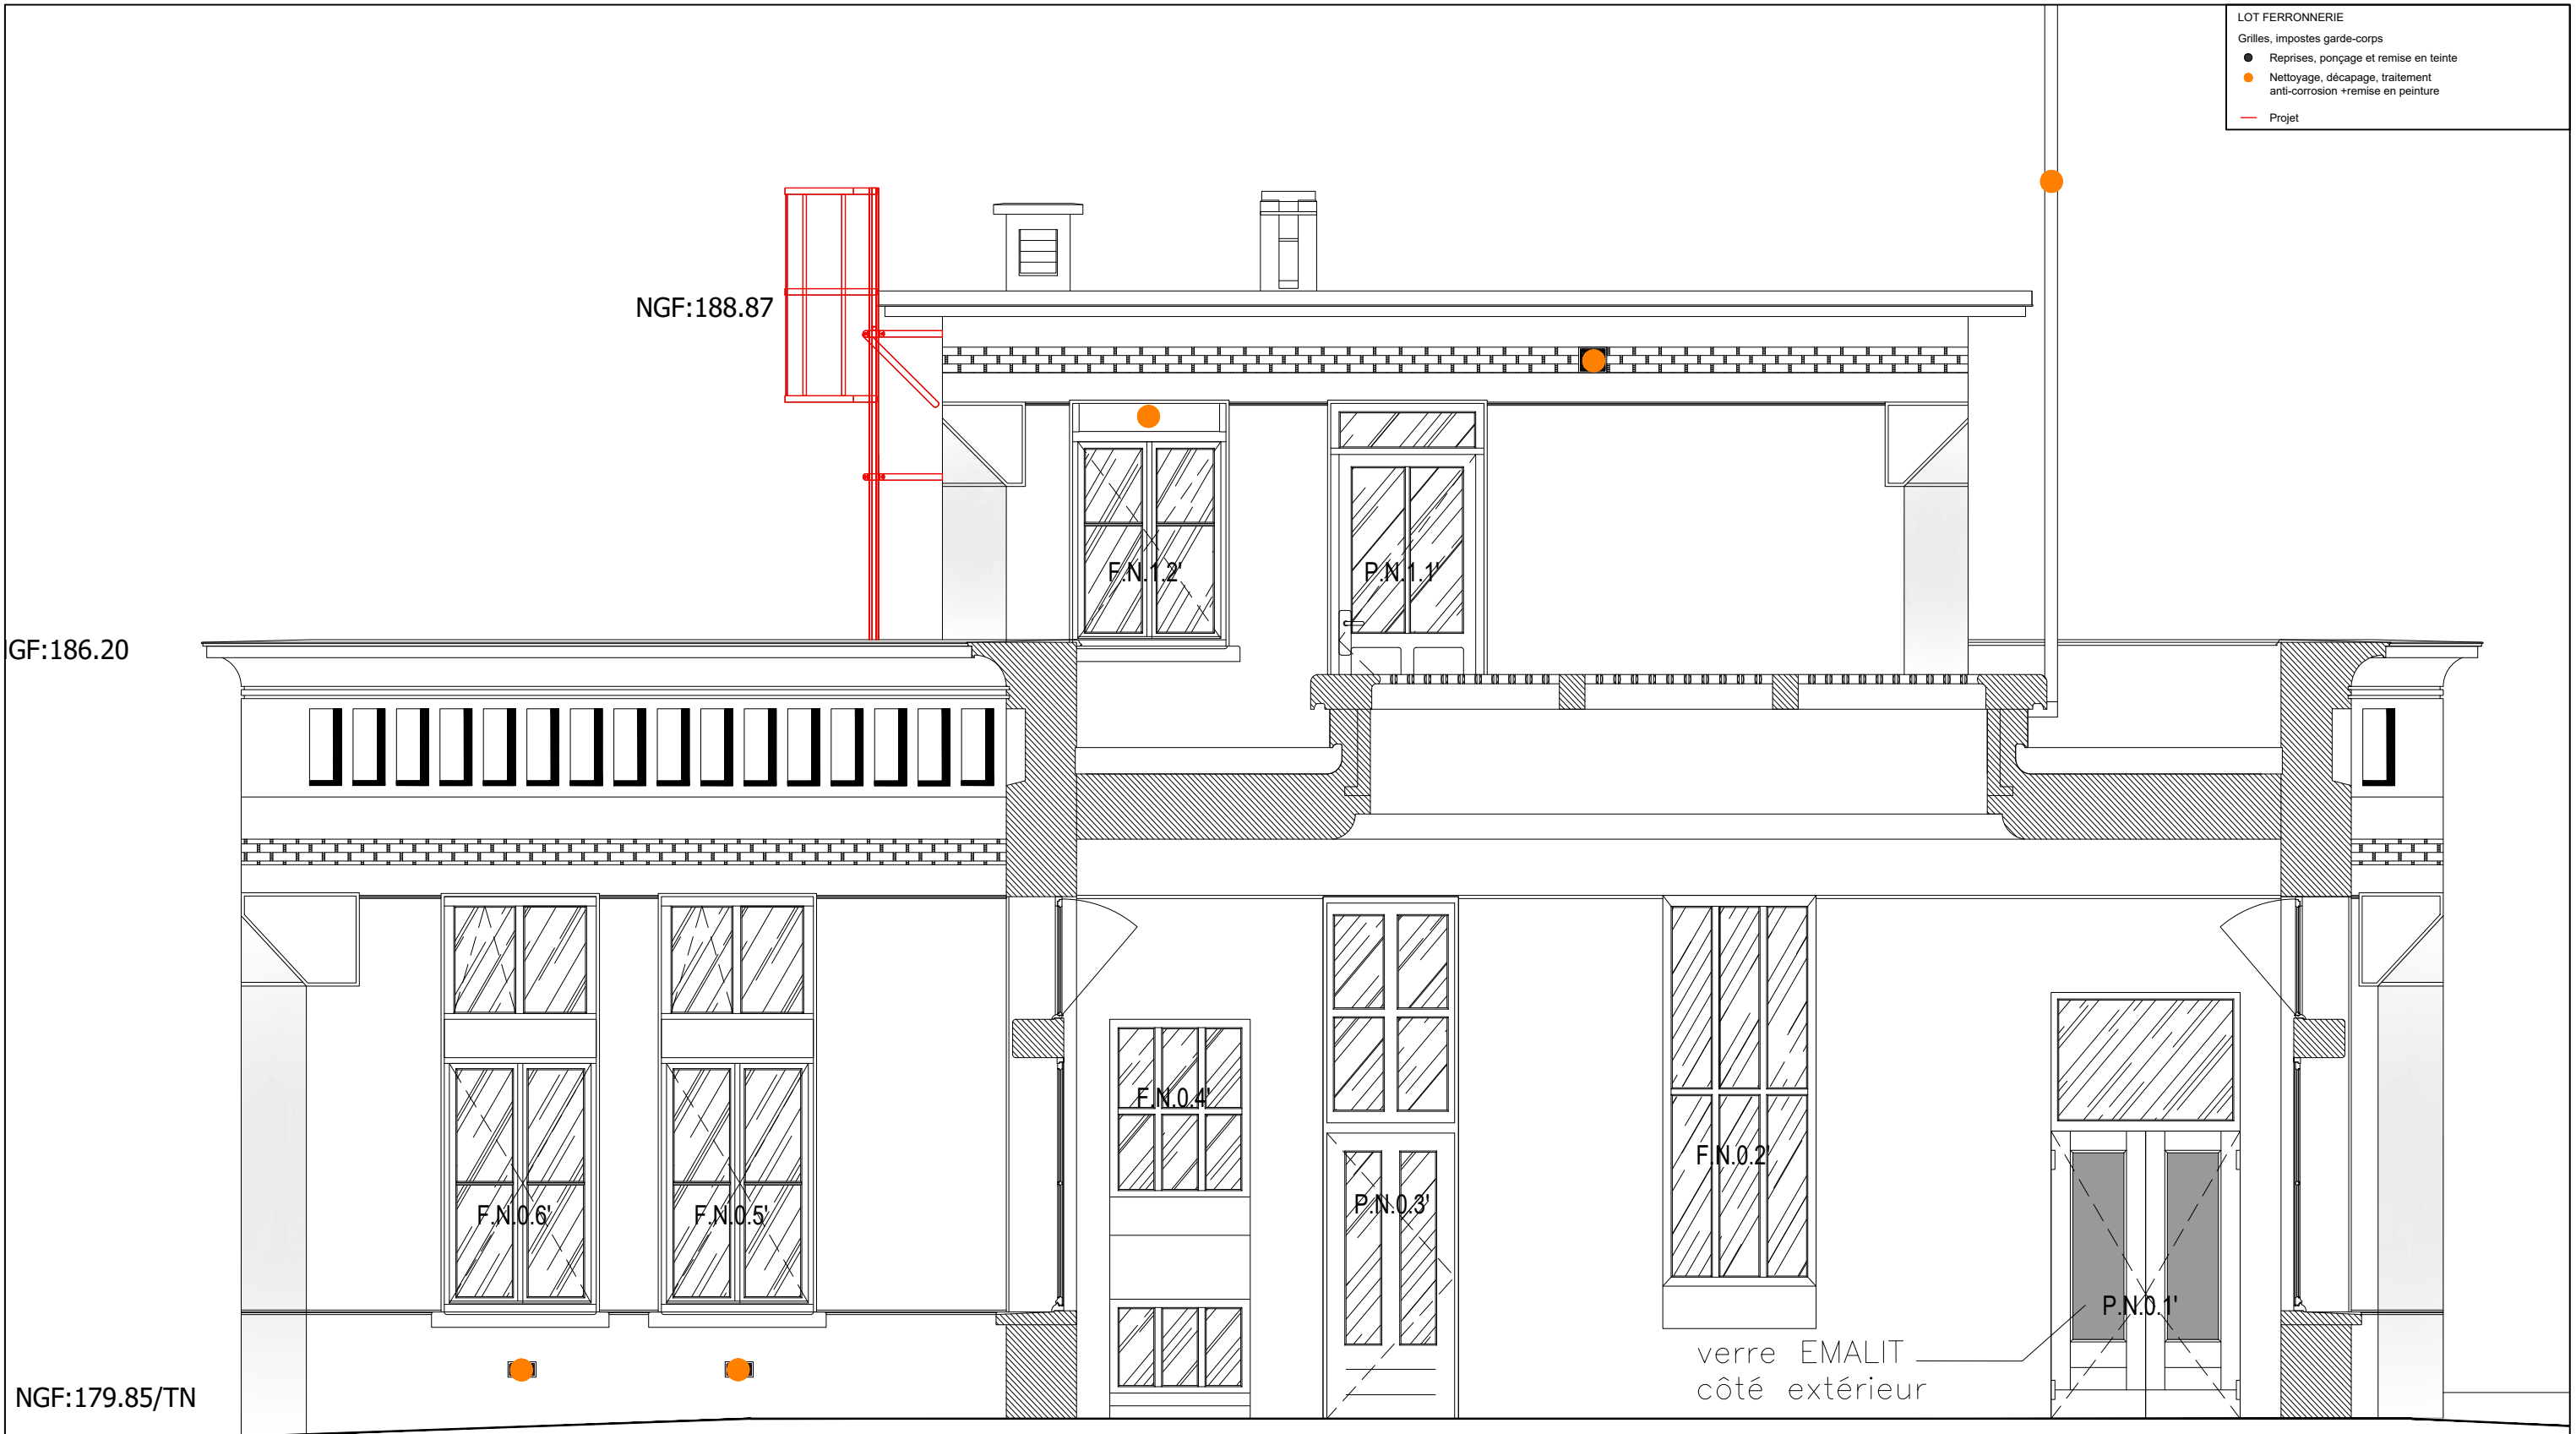 LOT FERRONNERIE
Grilles, impostes garde-corps
Reprises, ponçage et remise en teinte
Nettoyage, décapage, traitement
anti-corrosion +remise en peinture
Projet
NGF:188.87
F.N.1.2'
P.N.1.1'
GF:186.20
F.N.0.4'
F.N.0.2'
P.N.0.3'
F.N.0.6'
F.N.0.5'
P.N.0.1'
verre EMALIT
côté extérieur
NGF:179.85/TN